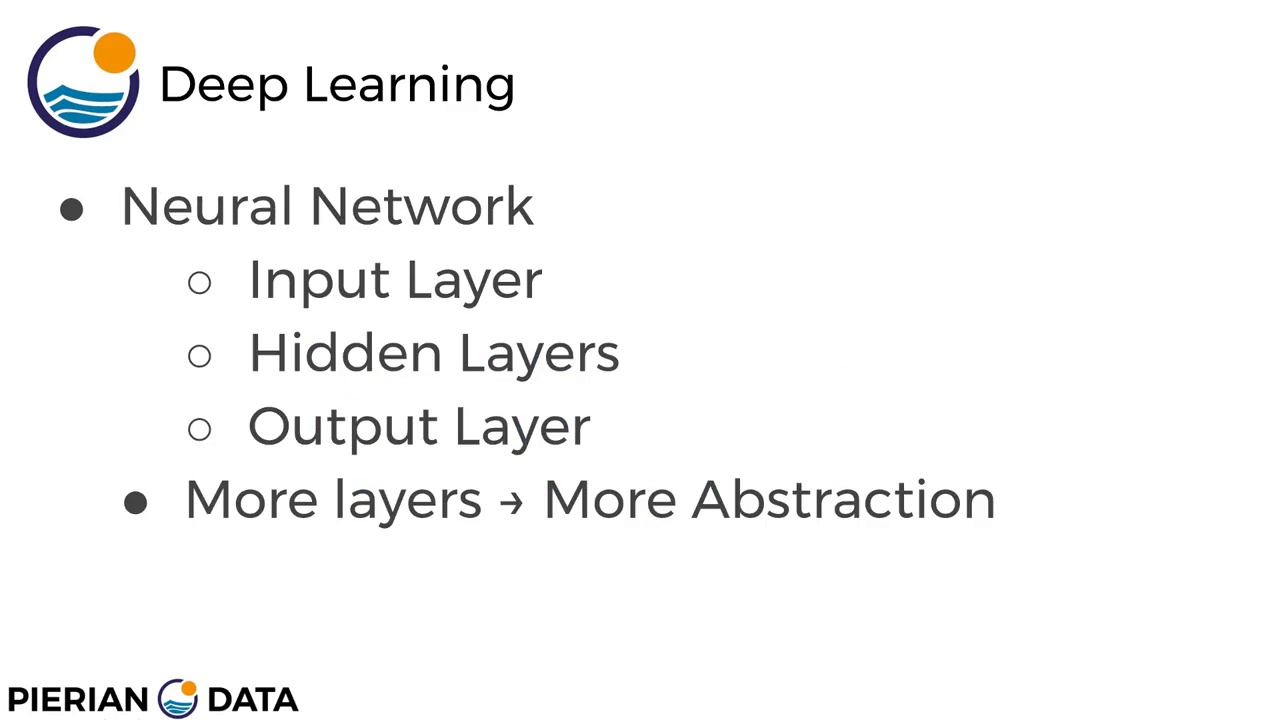 Deep Learning
● Neural Network
○ Input Layer
○ Hidden Layers
○ Output Layer
● More layers → More Abstraction
PIERIAN DATA